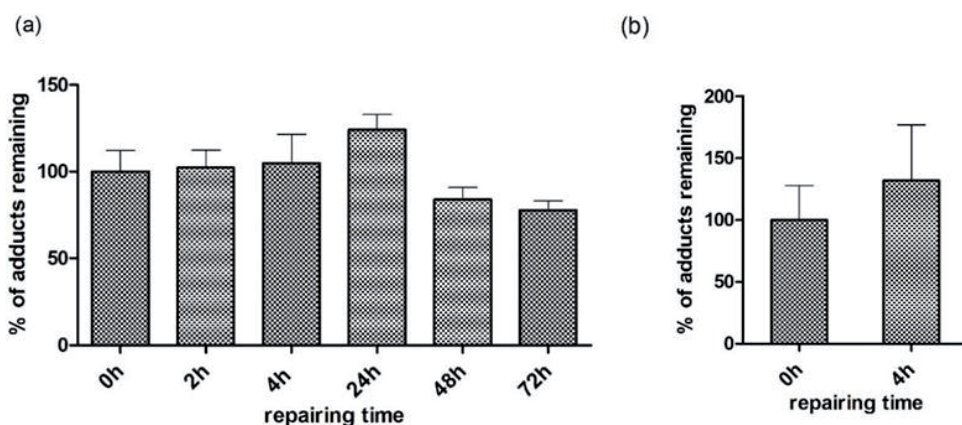 (a)
% of adducts remaining
150
100
50
0
0h 2h 4h 24h 48h 72h
repairing time
(b)
% of adducts remaining
200
150
100
50
0
0h 4h
repairing time